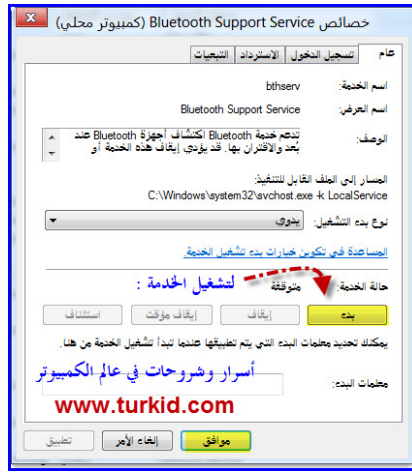 خصائص Bluetooth Support Service (كمبيوتر محلي)
عام تسجيل الدخول الاسترداد التبعيات
اسم الخدمة: bthserv
اسم العرض: Bluetooth Support Service
الوصف: تدعم خدمة Bluetooth اكتشاف أجهزة Bluetooth عند
بُعد والاقتران بها. قد يؤدي إيقاف هذه الخدمة أو
المسار إلى الملف القابل للتنفيذ:
C:\Windows\system32\svchost.exe -k LocalService
نوع بدء التشغيل: يدوي
المساعدة في تكوين خيارات بدء تشغيل الخدمة.
حالة الخدمة: متوقفة لتشغيل الخدمة :
بدء إيقاف إيقاف مؤقت استئناف
يمكنك تحديد معلمات البدء التي يتم تطبيقها عندما تبدأ تشغيل الخدمة من هنا.
أسرار وشروحات في عالم الكمبيوتر
معلمات البدء:
www.turkid.com
موافق إلغاء الأمر تطبيق